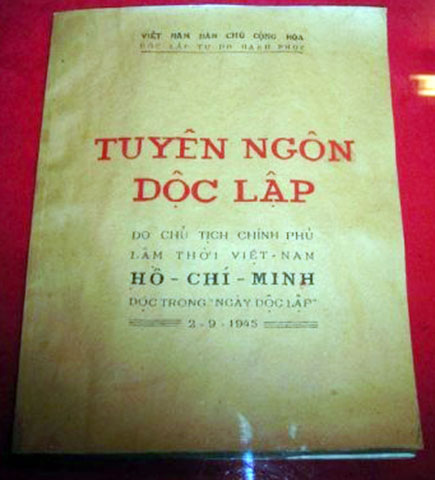 VIỆT NAM DÂN CHỦ CỘNG HÒA
ĐỘC LẬP TỰ DO HẠNH PHÚC
TUYÊN NGÔN
ĐỘC LẬP
DO CHỦ TỊCH CHÍNH PHỦ
LÂM THỜI VIỆT-NAM
HỒ-CHÍ-MINH
ĐỌC TRONG "NGÀY ĐỘC LẬP"
2-9-1945